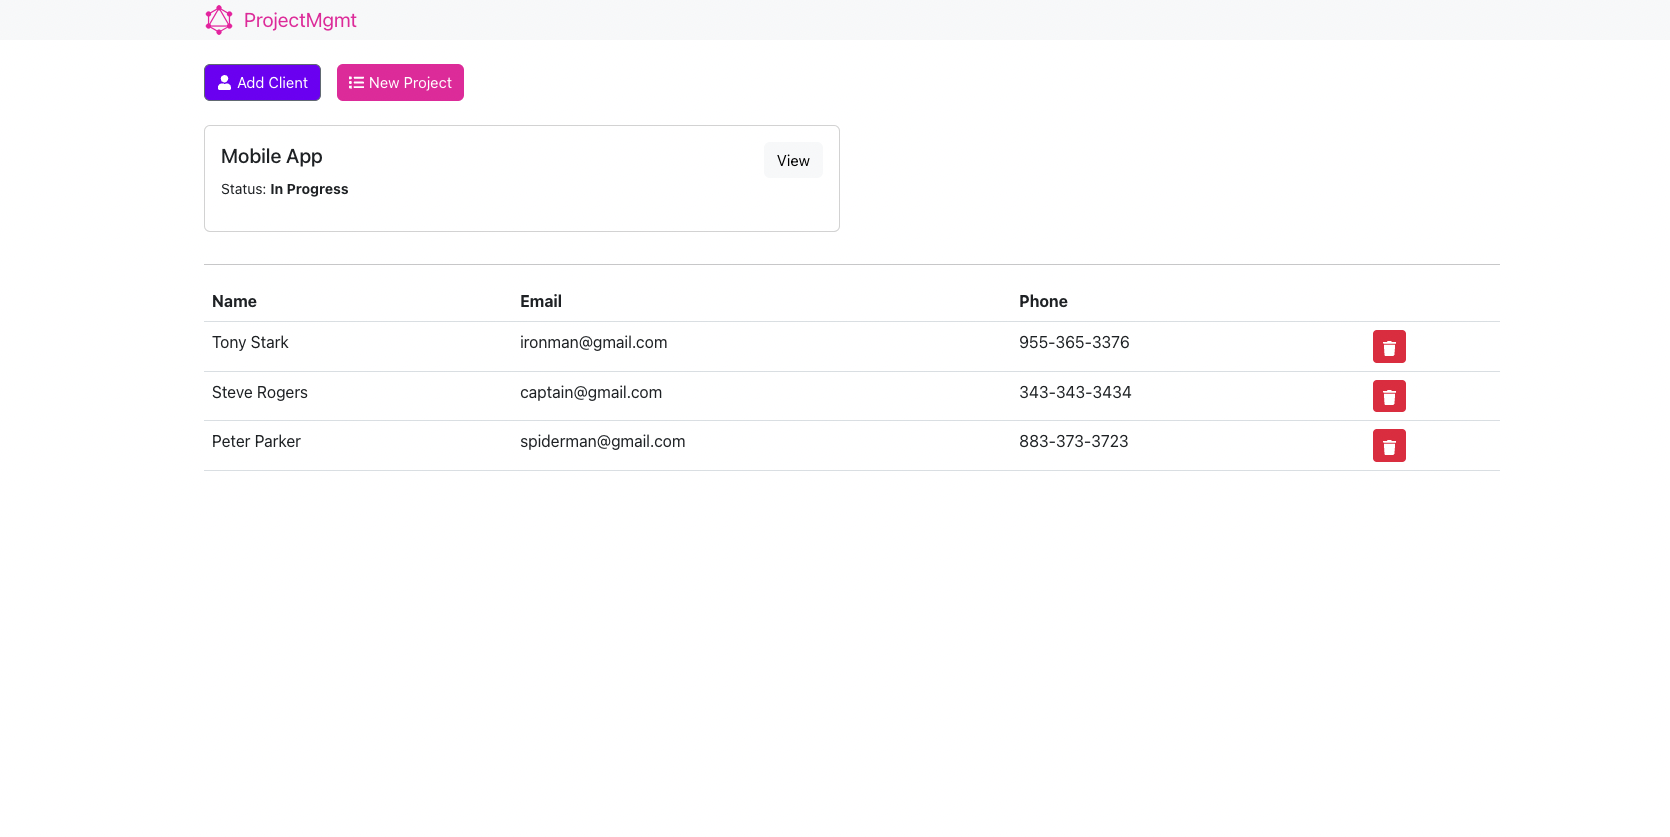 ProjectMgmt
Add Client New Project
Mobile App View
Status: In Progress
Name Email Phone
Tony Stark ironman@gmail.com 955-365-3376
Steve Rogers captain@gmail.com 343-343-3434
Peter Parker spiderman@gmail.com 883-373-3723